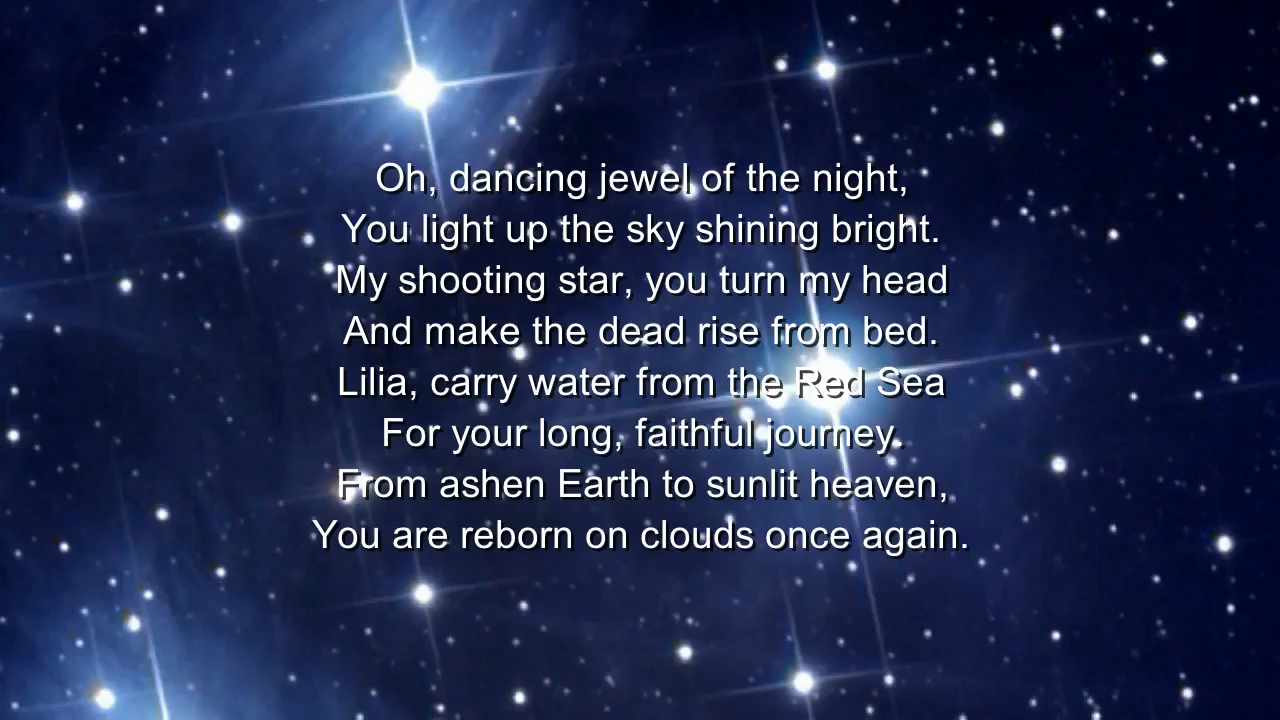 Oh, dancing jewel of the night,
You light up the sky shining bright.
My shooting star, you turn my head
And make the dead rise from bed.
Lilia, carry water from the Red Sea
For your long, faithful journey.
From ashen Earth to sunlit heaven,
You are reborn on clouds once again.